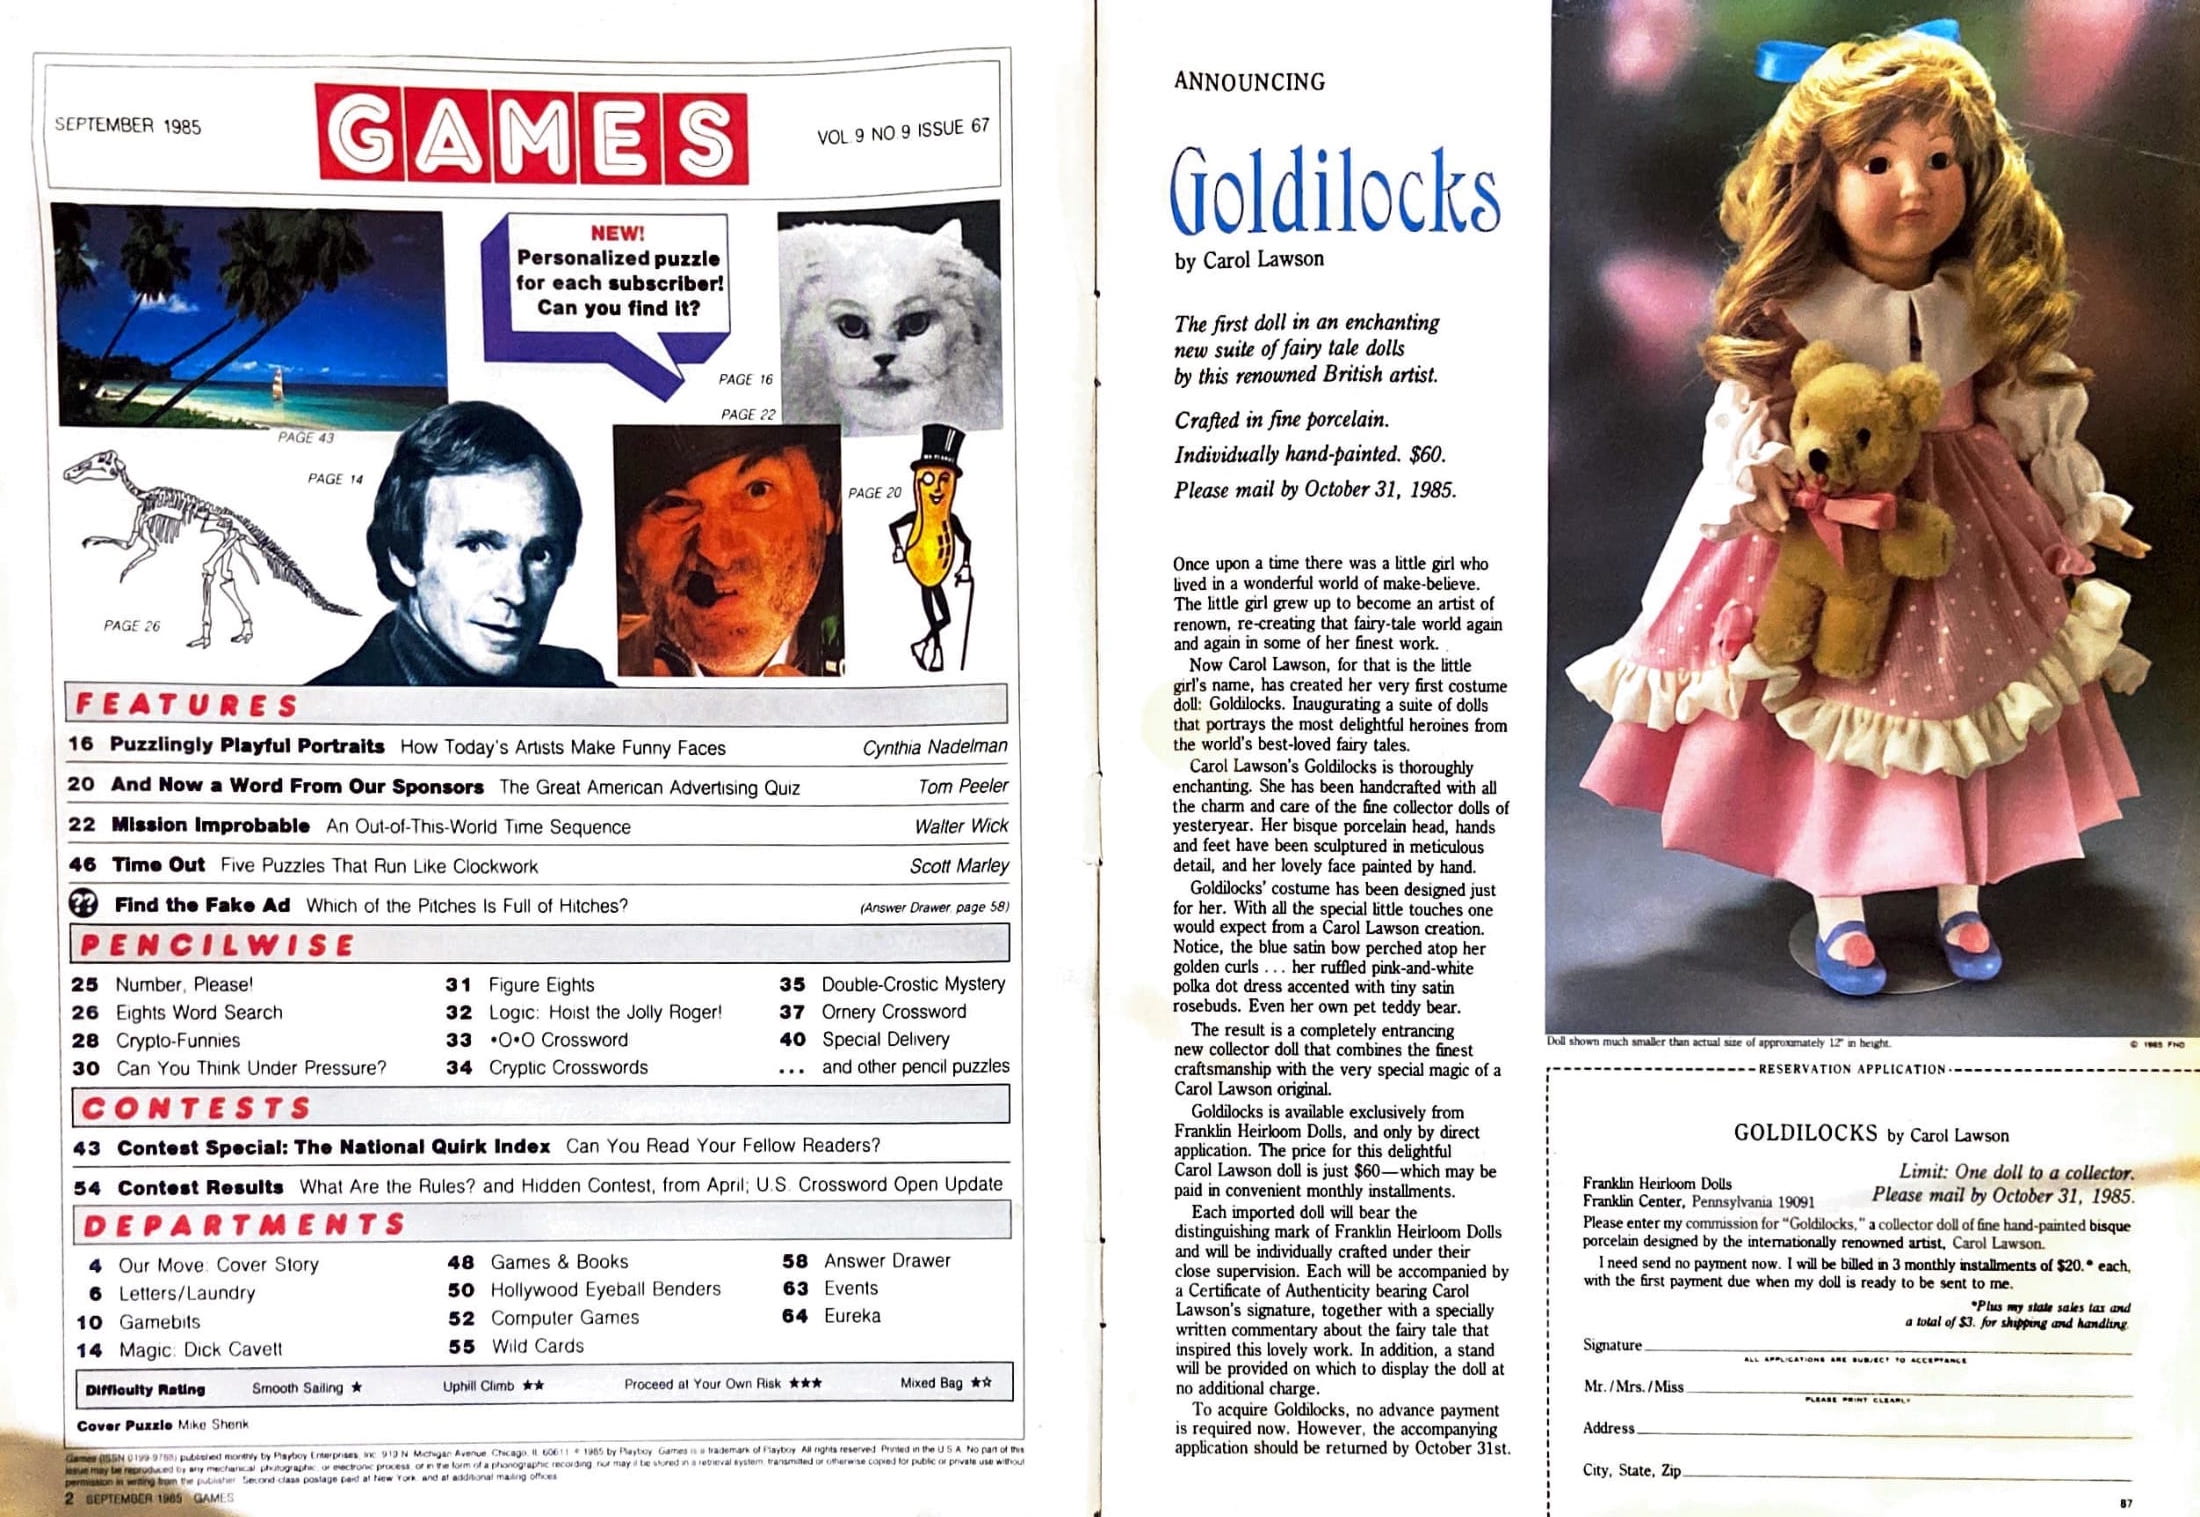 SEPTEMBER 1985
GAMES
VOL. 9 NO. 9 ISSUE 67
NEW!
Personalized puzzle
for each subscriber!
Can you find it?
PAGE 16
PAGE 22
PAGE 43
PAGE 14
PAGE 20
PAGE 26
FEATURES
16 Puzzlingly Playful Portraits How Today's Artists Make Funny Faces Cynthia Nadelman
20 And Now a Word From Our Sponsors The Great American Advertising Quiz Tom Peeler
22 Mission Improbable An Out-of-This-World Time Sequence Walter Wick
46 Time Out Five Puzzles That Run Like Clockwork Scott Marley
?? Find the Fake Ad Which of the Pitches Is Full of Hitches? (Answer Drawer, page 58)
PENCILWISE
25 Number, Please!
26 Eights Word Search
28 Crypto-Funnies
30 Can You Think Under Pressure?
31 Figure Eights
32 Logic: Hoist the Jolly Roger!
33 •O•O Crossword
34 Cryptic Crosswords
35 Double-Crostic Mystery
37 Ornery Crossword
40 Special Delivery
... and other pencil puzzles
CONTESTS
43 Contest Special: The National Quirk Index Can You Read Your Fellow Readers?
54 Contest Results What Are the Rules? and Hidden Contest, from April; U.S. Crossword Open Update
DEPARTMENTS
4 Our Move: Cover Story
6 Letters/Laundry
10 Gamebits
14 Magic: Dick Cavett
48 Games & Books
50 Hollywood Eyeball Benders
52 Computer Games
55 Wild Cards
58 Answer Drawer
63 Events
64 Eureka
Difficulty Rating Smooth Sailing ★ Uphill Climb ★★ Proceed at Your Own Risk ★★★ Mixed Bag ★☆
Cover Puzzle Mike Shenk
Games (ISSN 0199-9788) published monthly by Playboy Enterprises, Inc. 919 N. Michigan Avenue, Chicago, IL 60611. © 1985 by Playboy. Games is a trademark of Playboy. All rights reserved. Printed in the U.S.A. No part of this
issue may be reproduced by any mechanical, photographic, or electronic process, or in the form of a phonographic recording, nor may it be stored in a retrieval system, transmitted or otherwise copied for public or private use without
permission in writing from the publisher. Second-class postage paid at New York, and at additional mailing offices.
2 SEPTEMBER 1985 GAMES
ANNOUNCING
Goldilocks
by Carol Lawson
The first doll in an enchanting
new suite of fairy tale dolls
by this renowned British artist.
Crafted in fine porcelain.
Individually hand-painted. $60.
Please mail by October 31, 1985.
Once upon a time there was a little girl who
lived in a wonderful world of make-believe.
The little girl grew up to become an artist of
renown, re-creating that fairy-tale world again
and again in some of her finest work.
Now Carol Lawson, for that is the little
girl's name, has created her very first costume
doll: Goldilocks. Inaugurating a suite of dolls
that portrays the most delightful heroines from
the world's best-loved fairy tales.
Carol Lawson's Goldilocks is thoroughly
enchanting. She has been handcrafted with all
the charm and care of the fine collector dolls of
yesteryear. Her bisque porcelain head, hands
and feet have been sculptured in meticulous
detail, and her lovely face painted by hand.
Goldilocks' costume has been designed just
for her. With all the special little touches one
would expect from a Carol Lawson creation.
Notice, the blue satin bow perched atop her
golden curls ... her ruffled pink-and-white
polka dot dress accented with tiny satin
rosebuds. Even her own pet teddy bear.
The result is a completely entrancing
new collector doll that combines the finest
craftsmanship with the very special magic of a
Carol Lawson original.
Goldilocks is available exclusively from
Franklin Heirloom Dolls, and only by direct
application. The price for this delightful
Carol Lawson doll is just $60—which may be
paid in convenient monthly installments.
Each imported doll will bear the
distinguishing mark of Franklin Heirloom Dolls
and will be individually crafted under their
close supervision. Each will be accompanied by
a Certificate of Authenticity bearing Carol
Lawson's signature, together with a specially
written commentary about the fairy tale that
inspired this lovely work. In addition, a stand
will be provided on which to display the doll at
no additional charge.
To acquire Goldilocks, no advance payment
is required now. However, the accompanying
application should be returned by October 31st.
Doll shown much smaller than actual size of approximately 12" in height.
© 1985 FHD
RESERVATION APPLICATION
GOLDILOCKS by Carol Lawson
Limit: One doll to a collector.
Please mail by October 31, 1985.
Franklin Heirloom Dolls
Franklin Center, Pennsylvania 19091
Please enter my commission for "Goldilocks," a collector doll of fine hand-painted bisque
porcelain designed by the internationally renowned artist, Carol Lawson.
I need send no payment now. I will be billed in 3 monthly installments of $20.* each,
with the first payment due when my doll is ready to be sent to me.
*Plus my state sales tax and
a total of $3. for shipping and handling.
Signature
ALL APPLICATIONS ARE SUBJECT TO ACCEPTANCE
Mr./Mrs./Miss
PLEASE PRINT CLEARLY
Address
City, State, Zip
87